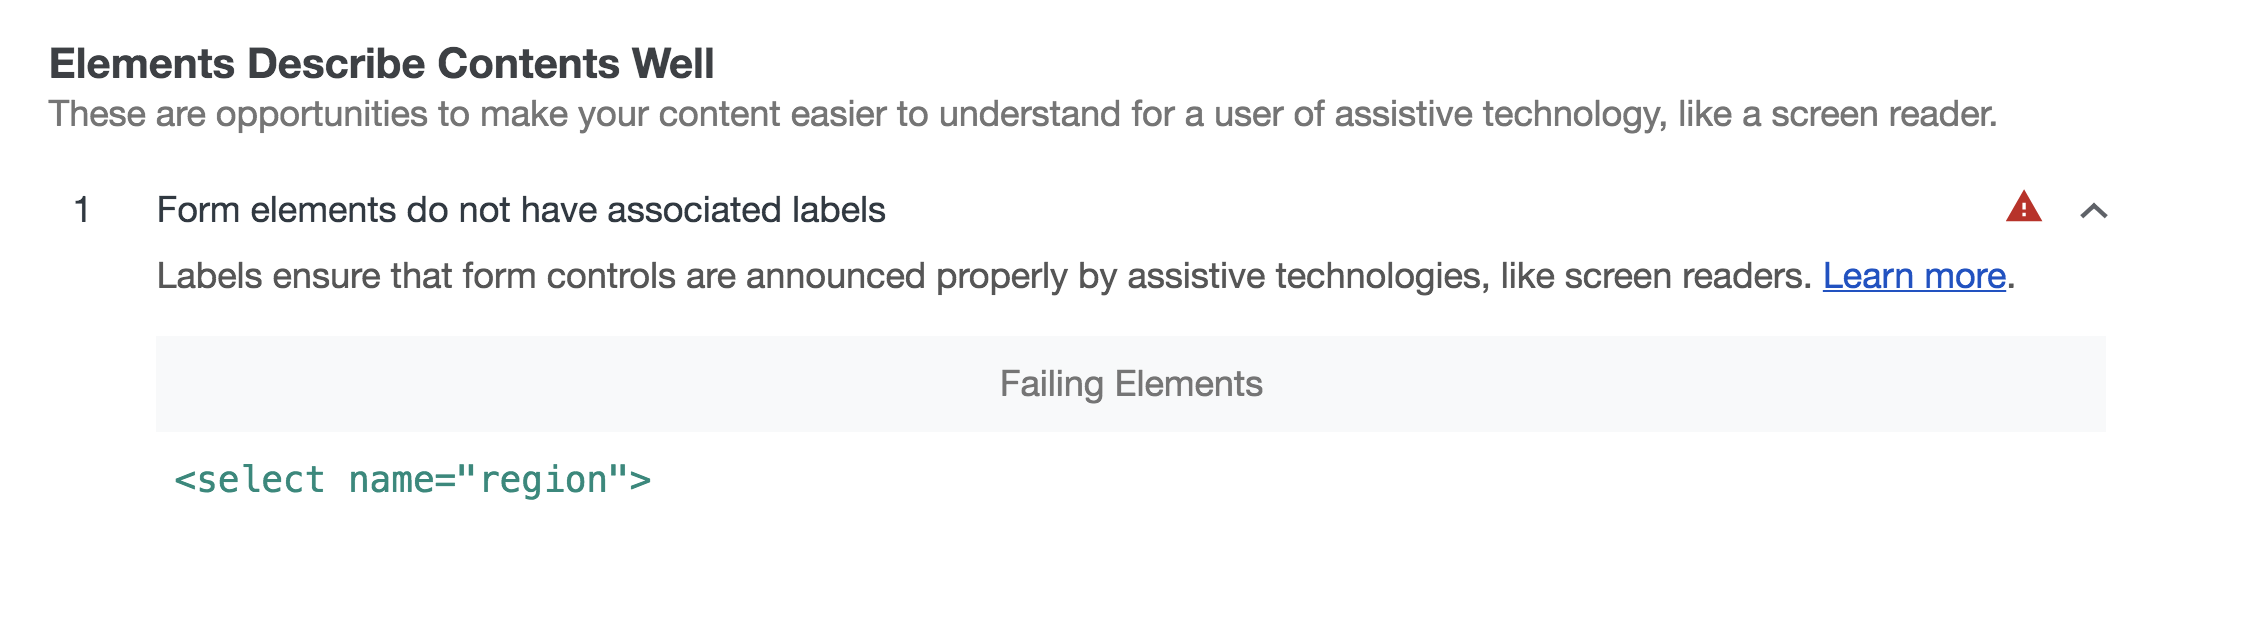 Elements Describe Contents Well
These are opportunities to make your content easier to understand for a user of assistive technology, like a screen reader.
1 Form elements do not have associated labels
Labels ensure that form controls are announced properly by assistive technologies, like screen readers. Learn more.
Failing Elements
<select name="region">